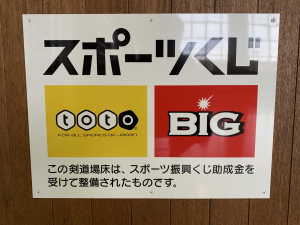 スポーツくじ
toto
FOR ALL SPORTS OF JAPAN
BIG
この剣道場床は、スポーツ振興くじ助成金を
受けて整備されたものです。